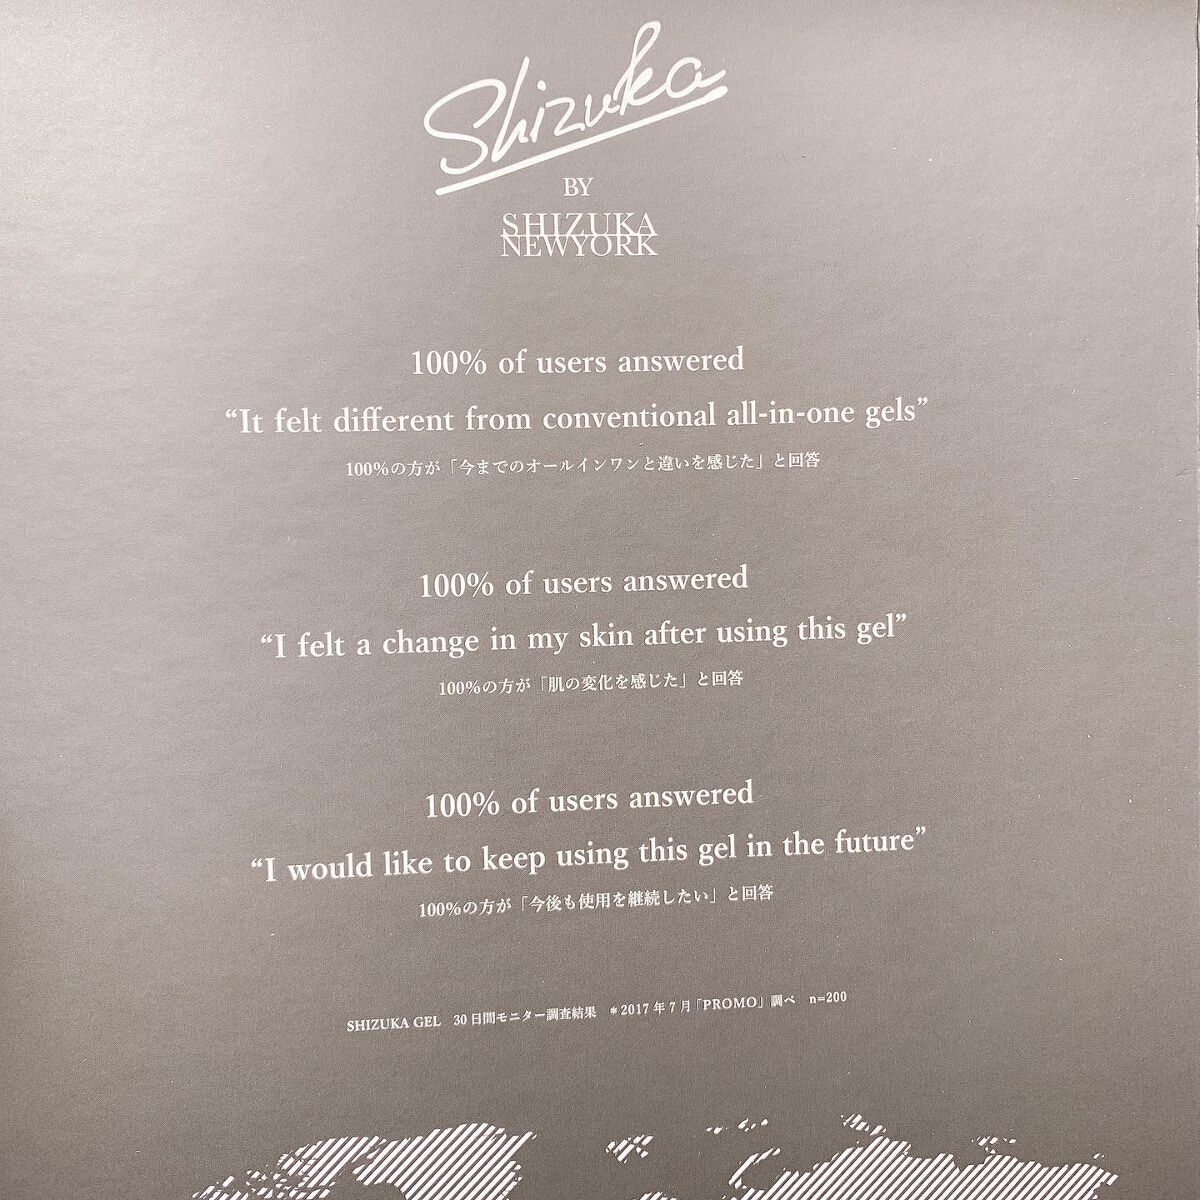 Shizuka
BY
SHIZUKA
NEWYORK
100% of users answered
“It felt different from conventional all-in-one gels”
100%の方が「今までのオールインワンと違いを感じた」と回答
100% of users answered
“I felt a change in my skin after using this gel”
100%の方が「肌の変化を感じた」と回答
100% of users answered
“I would like to keep using this gel in the future”
100%の方が「今後も使用を継続したい」と回答
SHIZUKA GEL 30日間モニター調査結果 *2017年7月「PROMO」調べ n=200